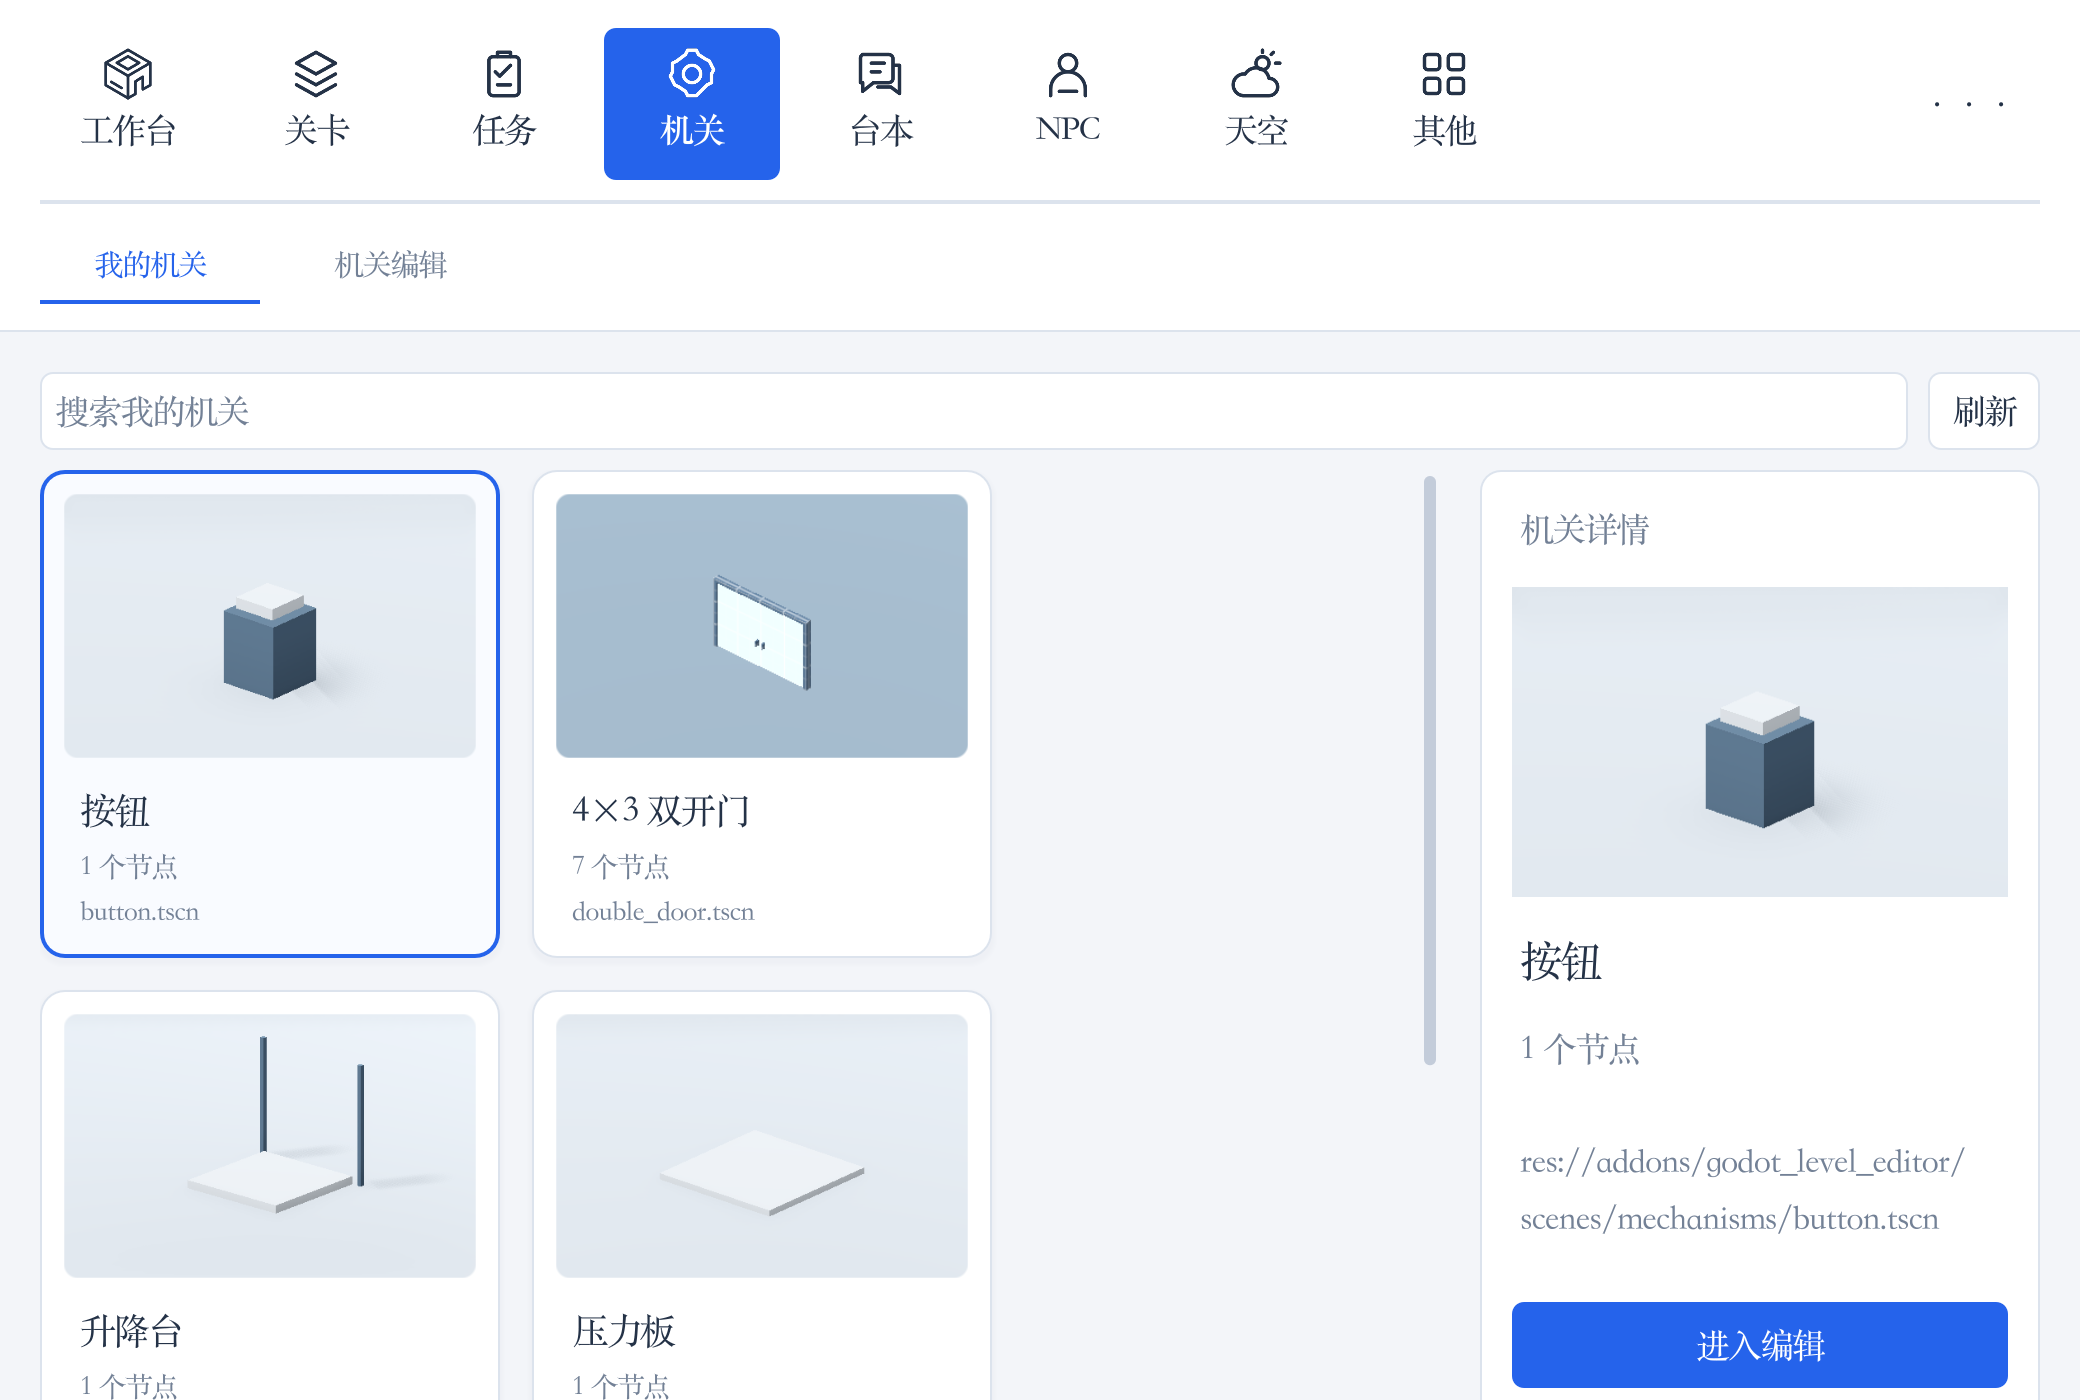 工作台
关卡
任务
机关
台本
NPC
天空
其他
· · ·
我的机关
机关编辑
搜索我的机关
刷新
按钮
1 个节点
button.tscn
4×3 双开门
7 个节点
double_door.tscn
升降台
1 个节点
压力板
1 个节点
机关详情
按钮
1 个节点
res://addons/godot_level_editor/
scenes/mechanisms/button.tscn
进入编辑